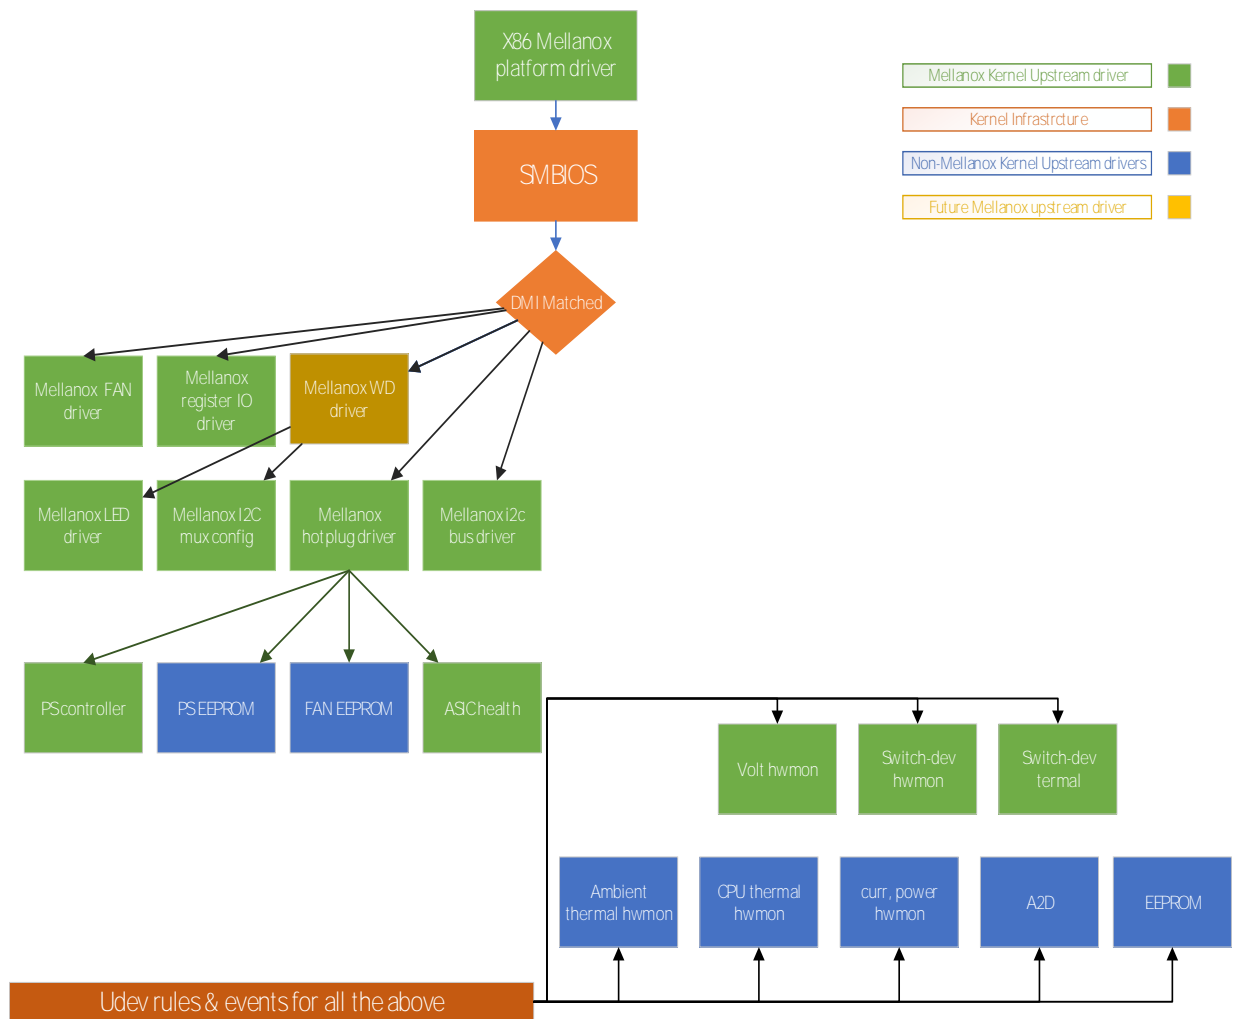 X86 Mellanox
platform driver
Mellanox Kernel Upstream driver
Kernel Infrastrcture
SMBIOS
Non-Mellanox Kernel Upstream drivers
Future Mellanox upstream driver
DMI Matched
Mellanox FAN
driver
Mellanox
register IO
driver
Mellanox WD
driver
Mellanox LED
driver
Mellanox I2C
mux config
Mellanox
hotplug driver
Mellanox i2c
bus driver
PS controller
PS EEPROM
FAN EEPROM
ASIC health
Volt hwmon
Switch-dev
hwmon
Switch-dev
termal
Ambient
thermal hwmon
CPU thermal
hwmon
curr, power
hwmon
A2D
EEPROM
Udev rules & events for all the above